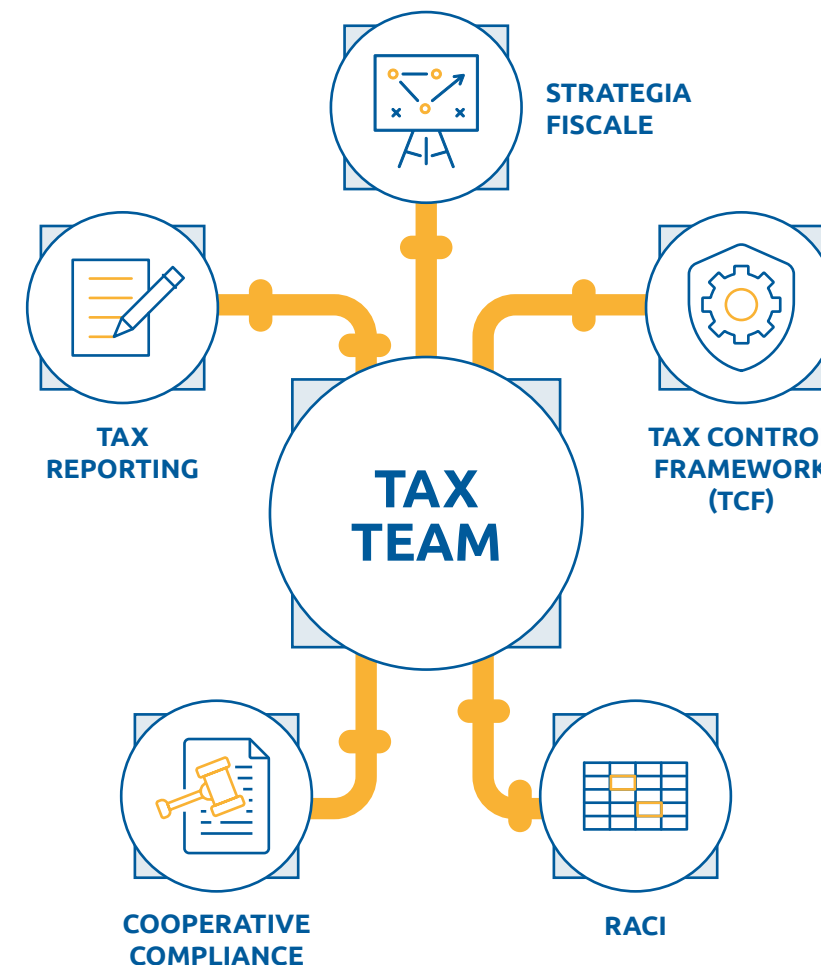 STRATEGIA
FISCALE
TAX
REPORTING
TAX CONTRO
FRAMEWORK
(TCF)
TAX
TEAM
COOPERATIVE
COMPLIANCE
RACI